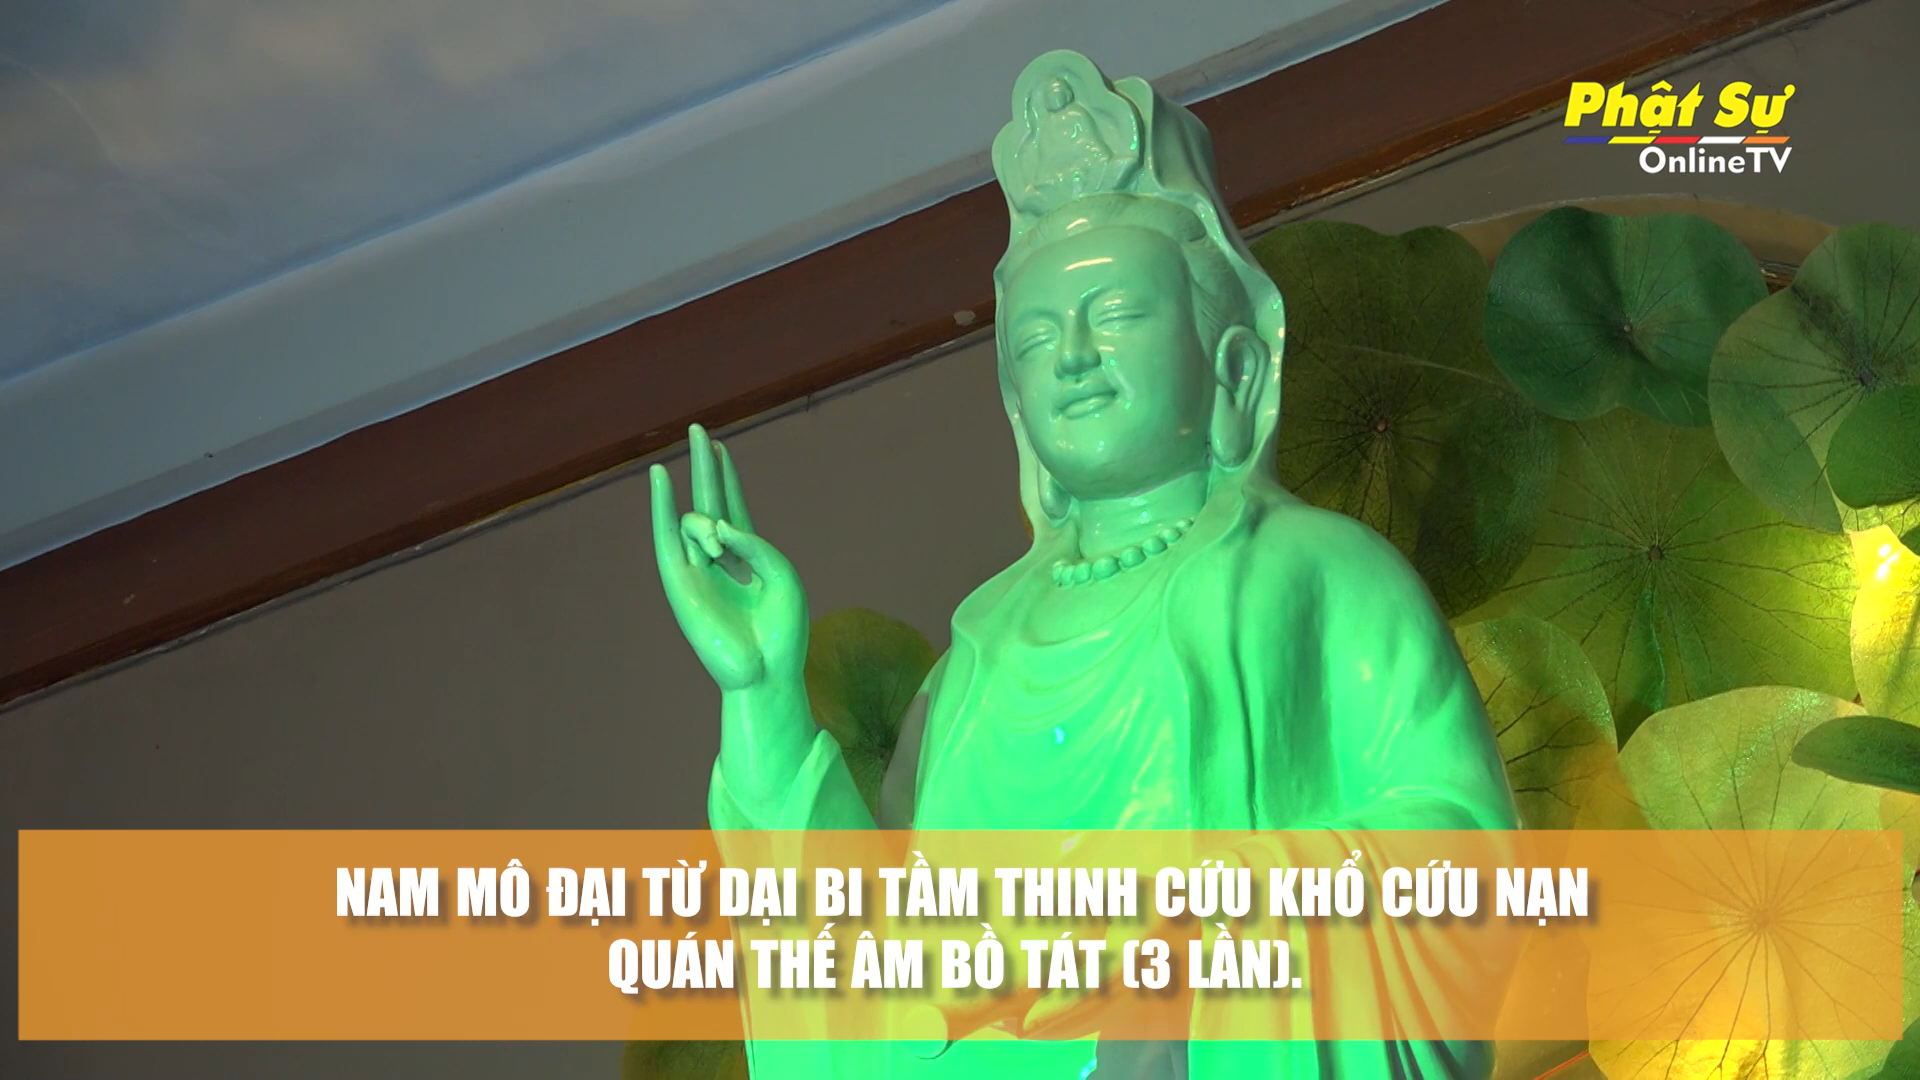 Phật Sự
OnlineTV
NAM MÔ ĐẠI TỪ DẠI BI TẦM THINH CỨU KHỔ CỨU NẠN
QUÁN THẾ ÂM BỒ TÁT (3 LẦN).